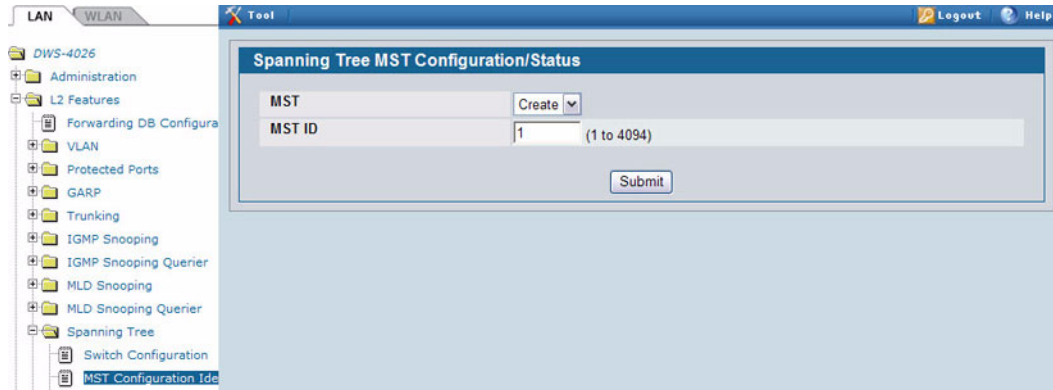 LAN WLAN Tool Logout Help
DWS-4026
Administration
L2 Features
Forwarding DB Configura
VLAN
Protected Ports
GARP
Trunking
IGMP Snooping
IGMP Snooping Querier
MLD Snooping
MLD Snooping Querier
Spanning Tree
Switch Configuration
MST Configuration Ide
Spanning Tree MST Configuration/Status
MST Create
MST ID 1 (1 to 4094)
Submit